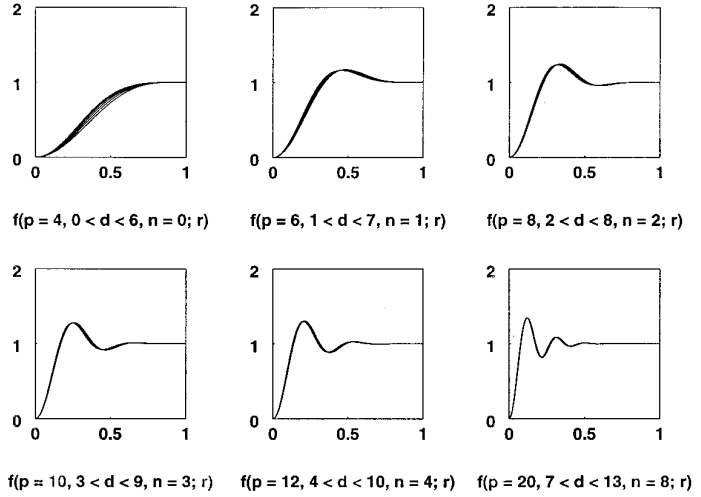 2
1
0
0 0.5 1
f(p = 4, 0 < d < 6, n = 0; r)
2
1
0
0 0.5 1
f(p = 6, 1 < d < 7, n = 1; r)
2
1
0
0 0.5 1
f(p = 8, 2 < d < 8, n = 2; r)
2
1
0
0 0.5 1
f(p = 10, 3 < d < 9, n = 3; r)
2
1
0
0 0.5 1
f(p = 12, 4 < d < 10, n = 4; r)
2
1
0
0 0.5 1
f(p = 20, 7 < d < 13, n = 8; r)